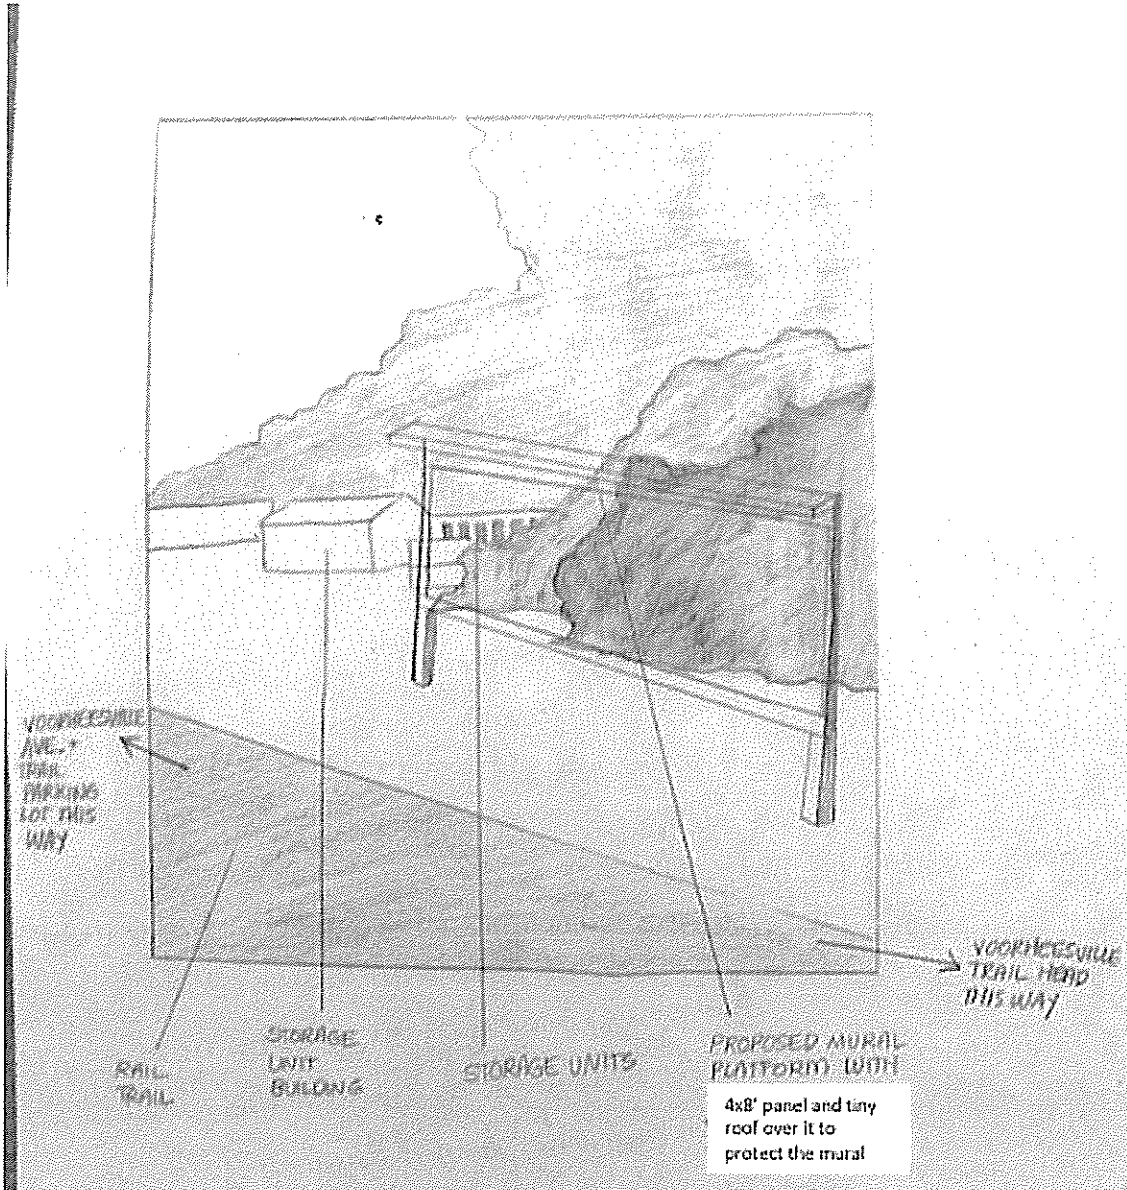 VOORHEESVILLE
AVE. +
RAIL
PARKING
LOT THIS
WAY
VOORHEESVILLE
TRAIL HEAD
THIS WAY
RAIL
TRAIL
STORAGE
UNIT
BUILDING
STORAGE UNITS
PROPOSED MURAL
PLATFORM WITH
4x8' panel and tiny
roof over it to
protect the mural